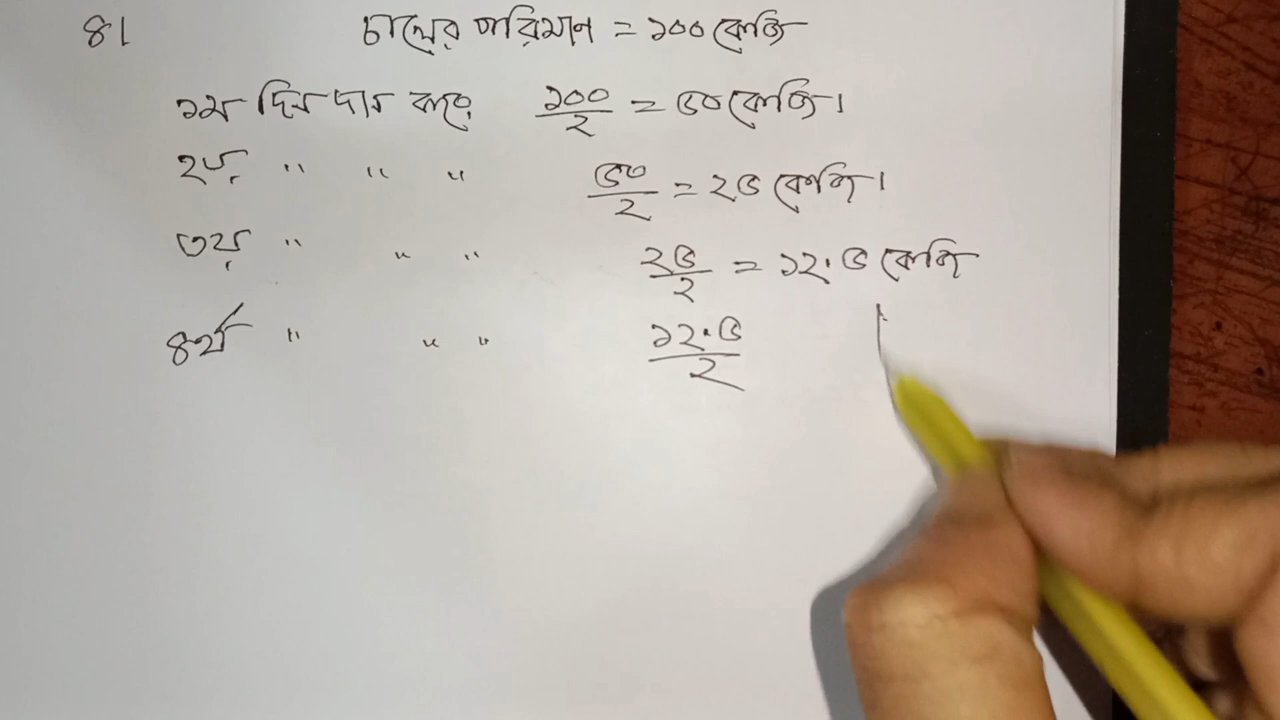 ৪। চালের পরিমান = ১০০ কেজি
১ম দিন দান করে ১০০/২ = ৫০ কেজি।
২য় " " " ৫০/২ = ২৫ কেজি।
৩য় " " " ২৫/২ = ১২.৫ কেজি
৪র্থ " " " ১২.৫/২